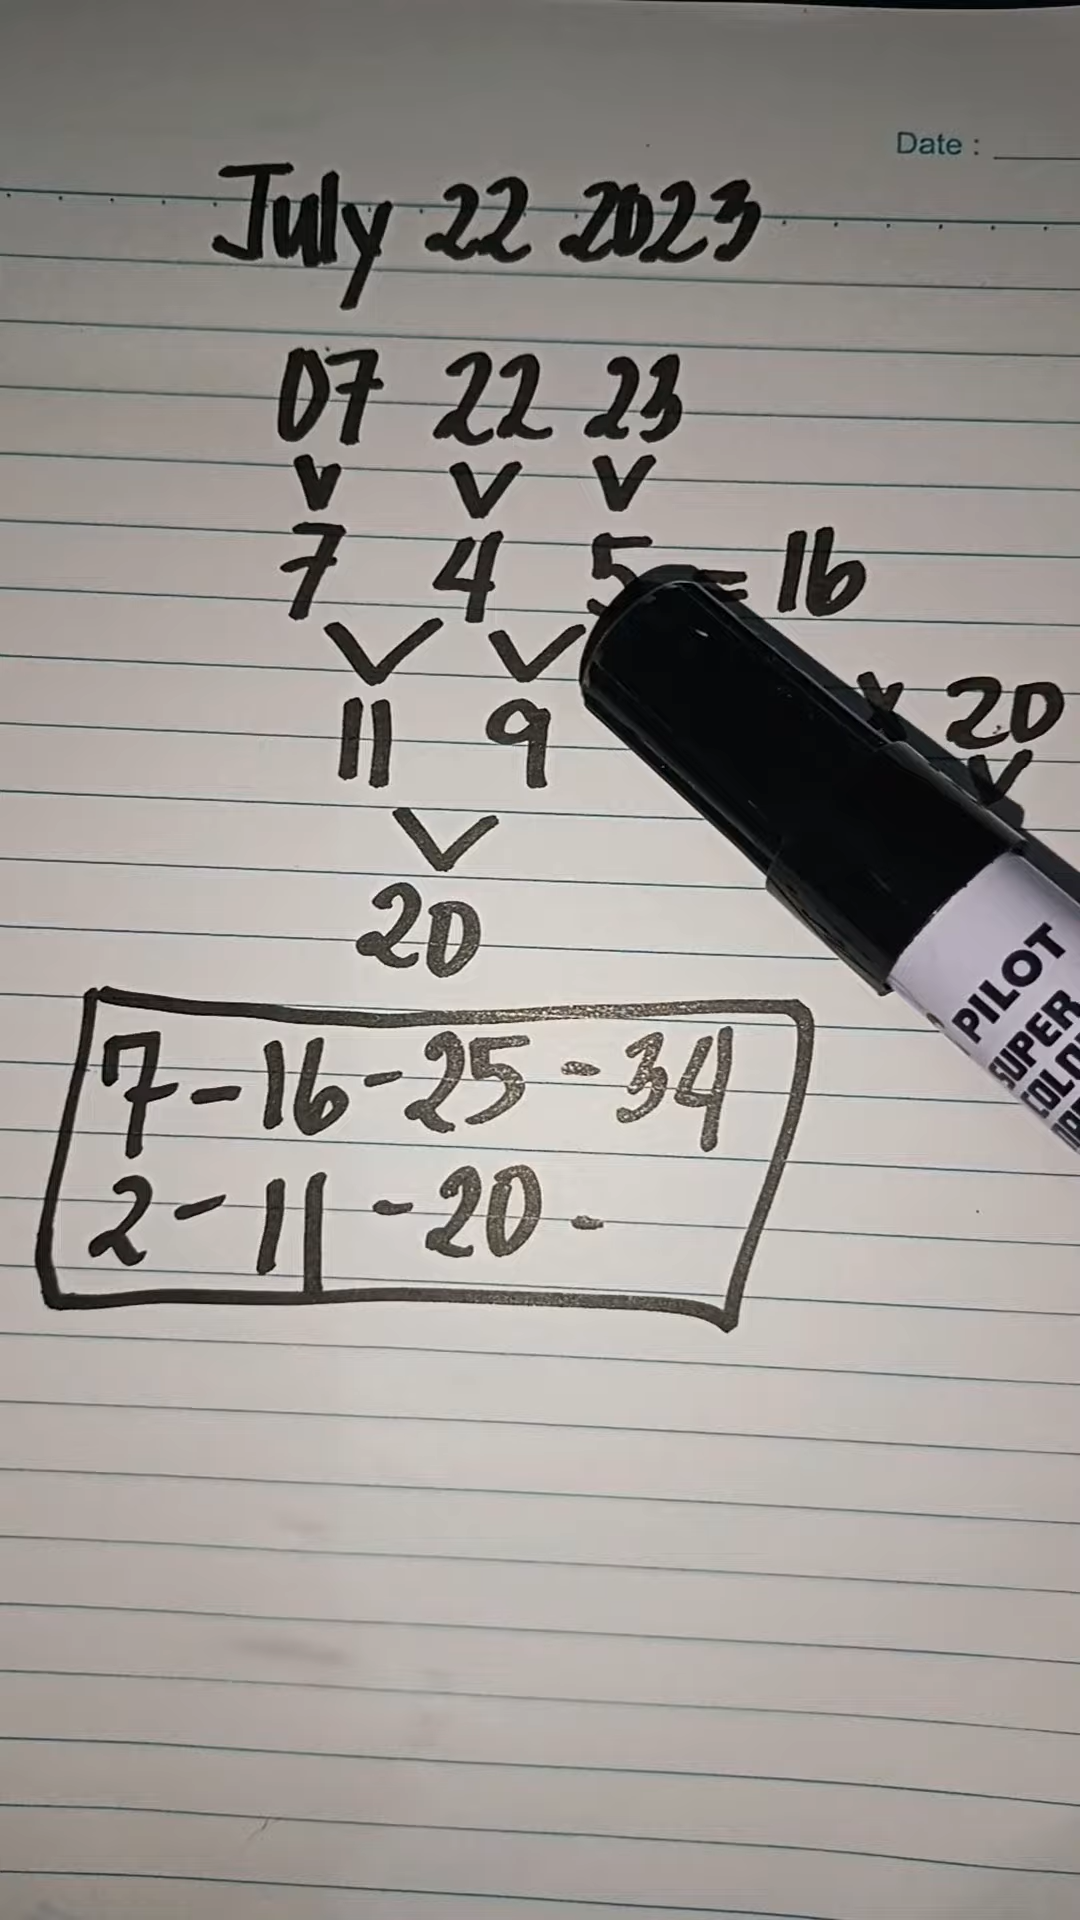 Date :
July 22 2023
07 22 23
v v v
7 4 5 = 16
v v
11 9
v 20
v
v
20
7-16-25-34
2-11-20-
PILOT
SUPER